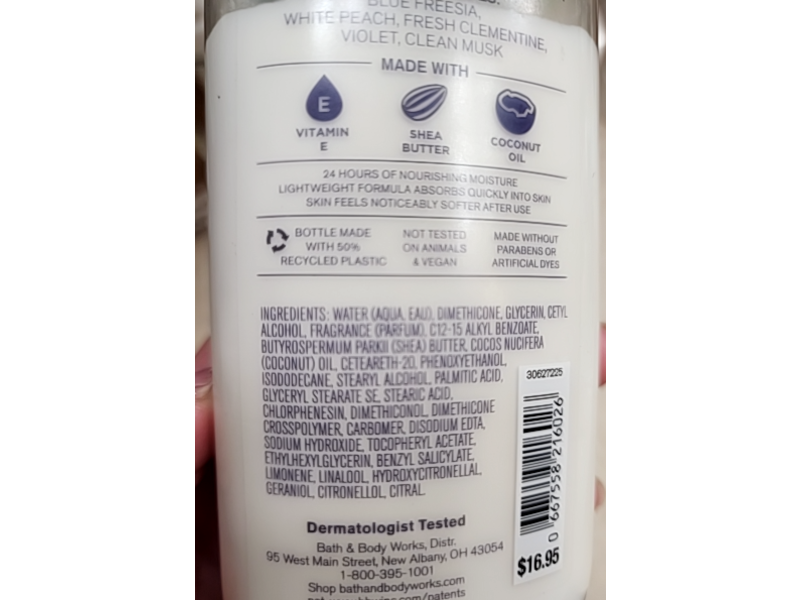 BLUE FREESIA,
WHITE PEACH, FRESH CLEMENTINE,
VIOLET, CLEAN MUSK
MADE WITH
E
VITAMIN
E
SHEA
BUTTER
COCONUT
OIL
24 HOURS OF NOURISHING MOISTURE
LIGHTWEIGHT FORMULA ABSORBS QUICKLY INTO SKIN
SKIN FEELS NOTICEABLY SOFTER AFTER USE
BOTTLE MADE
WITH 50%
RECYCLED PLASTIC
NOT TESTED
ON ANIMALS
& VEGAN
MADE WITHOUT
PARABENS OR
ARTIFICIAL DYES
INGREDIENTS: WATER (AQUA, EAU), DIMETHICONE, GLYCERIN, CETYL
ALCOHOL, FRAGRANCE (PARFUM), C12-15 ALKYL BENZOATE,
BUTYROSPERMUM PARKII (SHEA) BUTTER, COCOS NUCIFERA
(COCONUT) OIL, CETEARETH-20, PHENOXYETHANOL,
ISODODECANE, STEARYL ALCOHOL, PALMITIC ACID,
GLYCERYL STEARATE SE, STEARIC ACID,
CHLORPHENESIN, DIMETHICONOL, DIMETHICONE
CROSSPOLYMER, CARBOMER, DISODIUM EDTA,
SODIUM HYDROXIDE, TOCOPHERYL ACETATE,
ETHYLHEXYLGLYCERIN, BENZYL SALICYLATE,
LIMONENE, LINALOOL, HYDROXYCITRONELLAL,
GERANIOL, CITRONELLOL, CITRAL.
30627225
0 667558 216026
$16.95
Dermatologist Tested
Bath & Body Works, Distr.
95 West Main Street, New Albany, OH 43054
1-800-395-1001
Shop bathandbodyworks.com